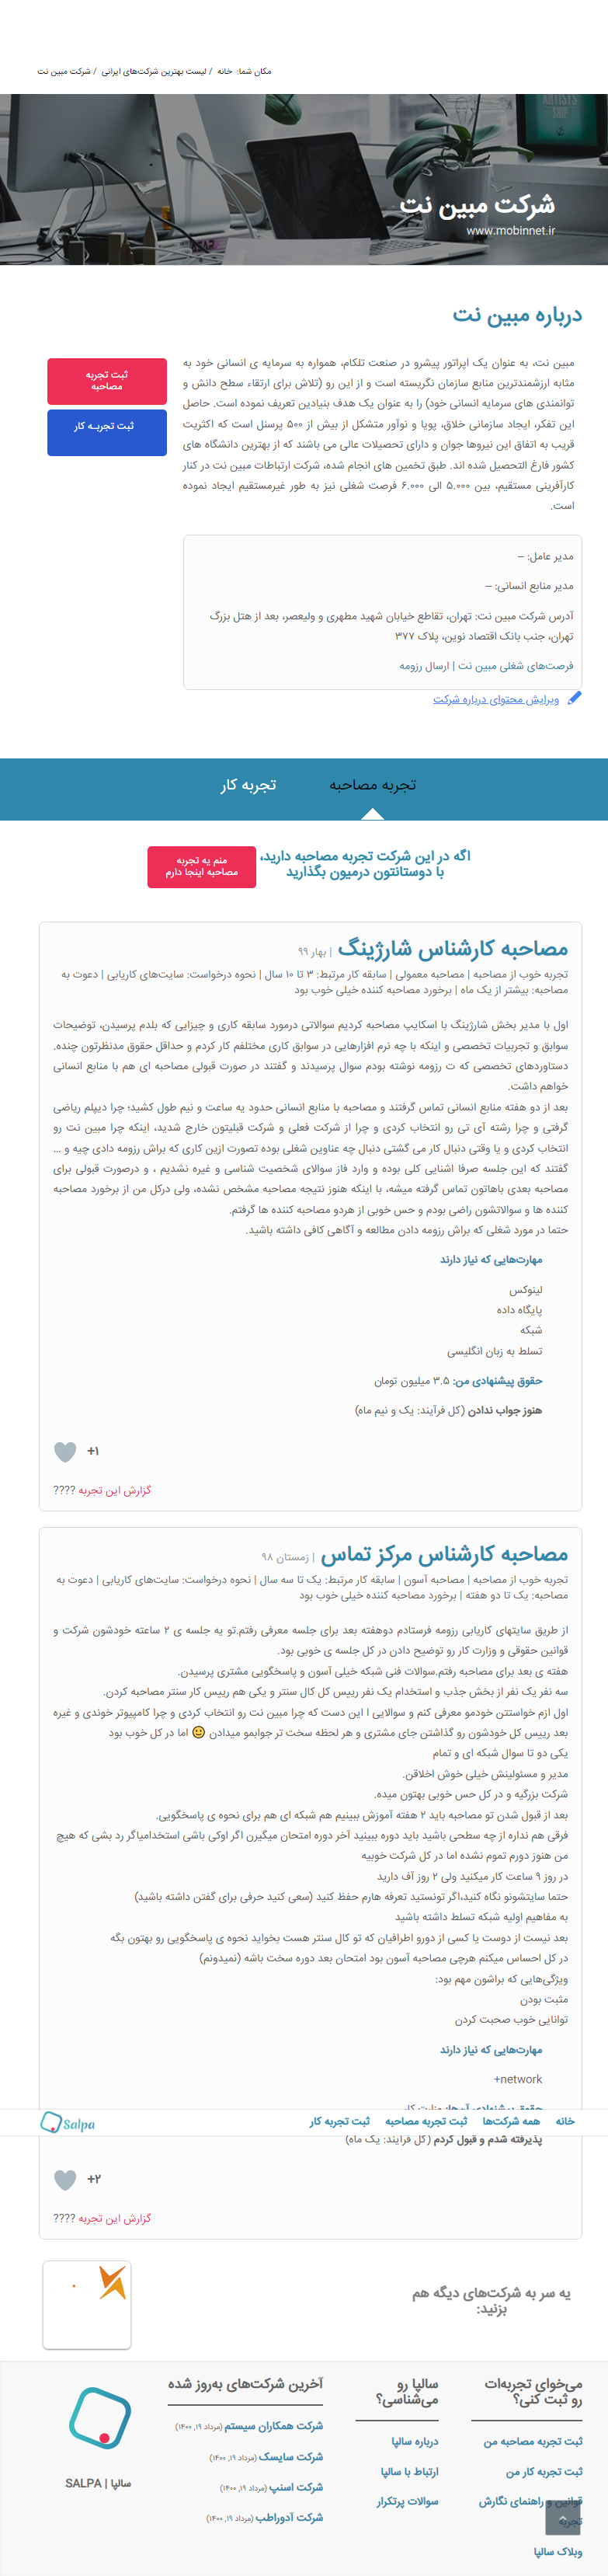 مکان شما: خانه / لیست بهترین شرکت‌های ایرانی / شرکت مبین نت
شرکت مبین نت
www.mobinnet.ir
درباره مبین نت
مبین نت، به عنوان یک اپراتور پیشرو در صنعت تلکام، همواره به سرمایه ی انسانی خود به
مثابه ارزشمندترین منابع سازمان نگریسته است و از این رو (تلاش برای ارتقاء سطح دانش و
توانمندی های سرمایه انسانی خود) را به عنوان یک هدف بنیادین تعریف نموده است. حاصل
این تفکر، ایجاد سازمانی خلاق، پویا و نوآور متشکل از بیش از ۵۰۰ پرسنل است که اکثریت
قریب به اتفاق این نیروها جوان و دارای تحصیلات عالی می باشند که از بهترین دانشگاه های
کشور فارغ التحصیل شده اند. طبق تخمین های انجام شده، شرکت ارتباطات مبین نت در کنار
کارآفرینی مستقیم، بین ۵.۰۰۰ الی ۶.۰۰۰ فرصت شغلی نیز به طور غیرمستقیم ایجاد نموده
است.
ثبت تجربه
مصاحبه
ثبت تجربـه کار
مدیر عامل: –
مدیر منابع انسانی: –
آدرس شرکت مبین نت: تهران، تقاطع خیابان شهید مطهری و ولیعصر، بعد از هتل بزرگ
تهران، جنب بانک اقتصاد نوین، پلاک ۳۷۷
فرصت‌های شغلی مبین نت | ارسال رزومه
ویرایش محتوای درباره شرکت
تجربه مصاحبه
تجربه کار
اگه در این شرکت تجربه مصاحبه دارید،
با دوستانتون درمیون بگذارید
منم یه تجربه
مصاحبه اینجا دارم
مصاحبه کارشناس شارژینگ | بهار ۹۹
تجربه خوب از مصاحبه | مصاحبه معمولی | سابقه کار مرتبط: ۳ تا ۱۰ سال | نحوه درخواست: سایت‌های کاریابی | دعوت به
مصاحبه: بیشتر از یک ماه | برخورد مصاحبه کننده خیلی خوب بود
اول با مدیر بخش شارژینگ با اسکایپ مصاحبه کردیم سوالاتی درمورد سابقه کاری و چیزایی که بلدم پرسیدن، توضیحات
سوابق و تجربیات تخصصی و اینکه با چه نرم افزارهایی در سوابق کاری مختلفم کار کردم و حداقل حقوق مدنظرتون چنده.
دستاوردهای تخصصی که ت رزومه نوشته بودم سوال پرسیدند و گفتند در صورت قبولی مصاحبه ای هم با منابع انسانی
خواهم داشت.
بعد از دو هفته منابع انسانی تماس گرفتند و مصاحبه با منابع انسانی حدود یه ساعت و نیم طول کشید؛ چرا دیپلم ریاضی
گرفتی و چرا رشته آی تی رو انتخاب کردی و چرا از شرکت فعلی و شرکت قبلیتون خارج شدید، اینکه چرا مبین نت رو
انتخاب کردی و یا وقتی دنبال کار می گشتی دنبال چه عناوین شغلی بوده تصورت ازین کاری که براش رزومه دادی چیه و …
گفتند که این جلسه صرفا اشنایی کلی بوده و وارد فاز سوالای شخصیت شناسی و غیره نشدیم ، و درصورت قبولی برای
مصاحبه بعدی باهاتون تماس گرفته میشه، با اینکه هنوز نتیجه مصاحبه مشخص نشده، ولی درکل من از برخورد مصاحبه
کننده ها و سوالاتشون راضی بودم و حس خوبی از هردو مصاحبه کننده ها گرفتم.
حتما در مورد شغلی که براش رزومه دادن مطالعه و آگاهی کافی داشته باشید.
مهارت‌هایی که نیاز دارند
لینوکس
پایگاه داده
شبکه
تسلط به زبان انگلیسی
حقوق پیشنهادی من: ۳.۵ میلیون تومان
هنوز جواب ندادن (کل فرآیند: یک و نیم ماه)
+۱
گزارش این تجربه ????
مصاحبه کارشناس مرکز تماس | زمستان ۹۸
تجربه خوب از مصاحبه | مصاحبه آسون | سابقه کار مرتبط: یک تا سه سال | نحوه درخواست: سایت‌های کاریابی | دعوت به
مصاحبه: یک تا دو هفته | برخورد مصاحبه کننده خیلی خوب بود
از طریق سایتهای کاریابی رزومه فرستادم دوهفته بعد برای جلسه معرفی رفتم.تو یه جلسه ی ۲ ساعته خودشون شرکت و
قوانین حقوقی و وزارت کار رو توضیح دادن در کل جلسه ی خوبی بود.
هفته ی بعد برای مصاحبه رفتم.سوالات فنی شبکه خیلی آسون و پاسخگویی مشتری پرسیدن.
سه نفر یک نفر از بخش جذب و استخدام یک نفر رییس کل کال سنتر و یکی هم رییس کار سنتر مصاحبه کردن.
اول ازم خواستن خودمو معرفی کنم و سوالایی ا این دست که چرا مبین نت رو انتخاب کردی و چرا کامپیوتر خوندی و غیره
بعد رییس کل خودشون رو گذاشتن جای مشتری و هر لحظه سخت تر جوابمو میدادن 🙂 اما در کل خوب بود
یکی دو تا سوال شبکه ای و تمام
مدیر و مسئولینش خیلی خوش اخلاقن.
شرکت بزرگیه و در کل حس خوبی بهتون میده.
بعد از قبول شدن تو مصاحبه باید ۲ هفته آموزش ببینیم هم شبکه ای هم برای نحوه ی پاسخگویی.
فرقی هم نداره از چه سطحی باشید باید دوره ببینید آخر دوره امتحان میگیرن اگر اوکی باشی استخدامیاگر رد بشی که هیچ
من هنوز دورم تموم نشده اما در کل شرکت خوبیه
در روز ۹ ساعت کار میکنید ولی ۲ روز آف دارید
حتما سایتشونو نگاه کنید،اگر تونستید تعرفه هارم حفظ کنید (سعی کنید حرفی برای گفتن داشته باشید)
به مفاهیم اولیه شبکه تسلط داشته باشید
بعد نیست از دوست یا کسی از دورو اطرافیان که تو کال سنتر هست بخواید نحوه ی پاسخگویی رو بهتون بگه
در کل احساس میکنم هرچی مصاحبه آسون بود امتحان بعد دوره سخت باشه (نمیدونم)
ویژگی‌هایی که براشون مهم بود:
مثبت بودن
توانایی خوب صحبت کردن
مهارت‌هایی که نیاز دارند
network+
حقوق پیشنهادی آن‌ها: وزارت کار
خانه همه شرکت‌ها ثبت تجربه مصاحبه ثبت تجربه کار
Salpa
پذیرفته شدم و قبول کردم (کل فرآیند: یک ماه)
+۲
گزارش این تجربه ????
یه سر به شرکت‌های دیگه هم
بزنید:
می‌خوای تجربه‌ات
رو ثبت کنی؟
ثبت تجربه مصاحبه من
ثبت تجربه کار من
قوانین و راهنمای نگارش
تجربه
وبلاگ سالپا
سالپا رو
می‌شناسی؟
درباره سالپا
ارتباط با سالپا
سوالات پرتکرار
آخرین شرکت‌های به‌روز شده
شرکت همکاران سیستم (مرداد ۱۹, ۱۴۰۰)
شرکت سایسک (مرداد ۱۹, ۱۴۰۰)
شرکت اسنپ (مرداد ۱۹, ۱۴۰۰)
شرکت آدوراطب (مرداد ۱۹, ۱۴۰۰)
سالپا | SALPA